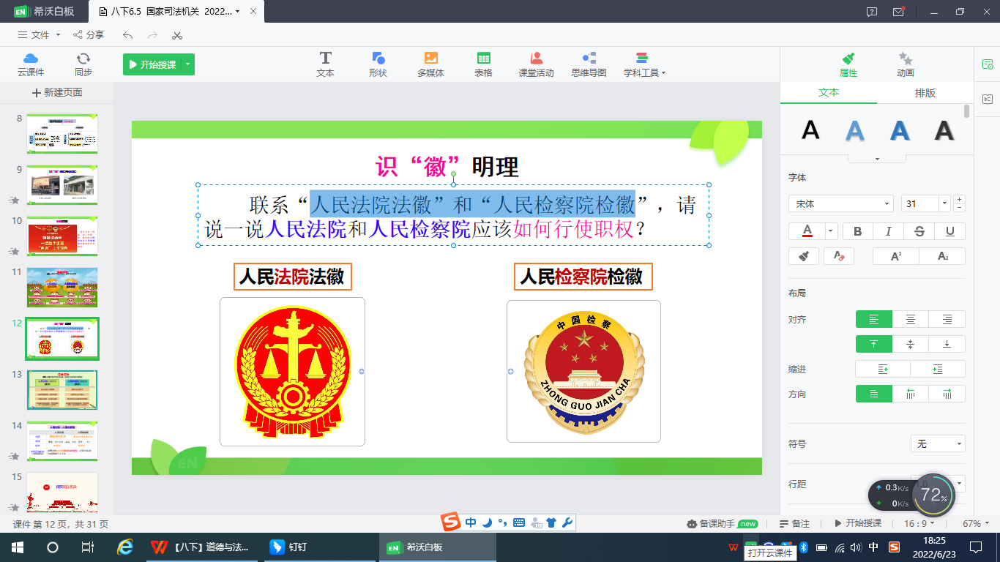 希沃白板
八下6.5 国家司法机关 2022...
文件
分享
云课件
同步
开始授课
文本
形状
多媒体
表格
课堂活动
思维导图
学科工具
属性
动画
新建页面
文本
排版
8
9
10
11
12
13
14
15
识“徽”明理
联系“人民法院法徽”和“人民检察院检徽”，请
说一说人民法院和人民检察院应该如何行使职权？
人民法院法徽
人民检察院检徽
中国检察
ZHONG GUO JIAN CHA
EN
A A A A
字体
宋体
31
A
B I S U
A² A₂
布局
对齐
缩进
方向
符号
无
行距
0.3K/s
0K/s
72%
课件 第 12 页，共 31 页
中
备课助手 new
备注
开始授课
16 : 9
67%
【八下】道德与法...
钉钉
希沃白板
打开云课件
中
18:25
2022/6/23